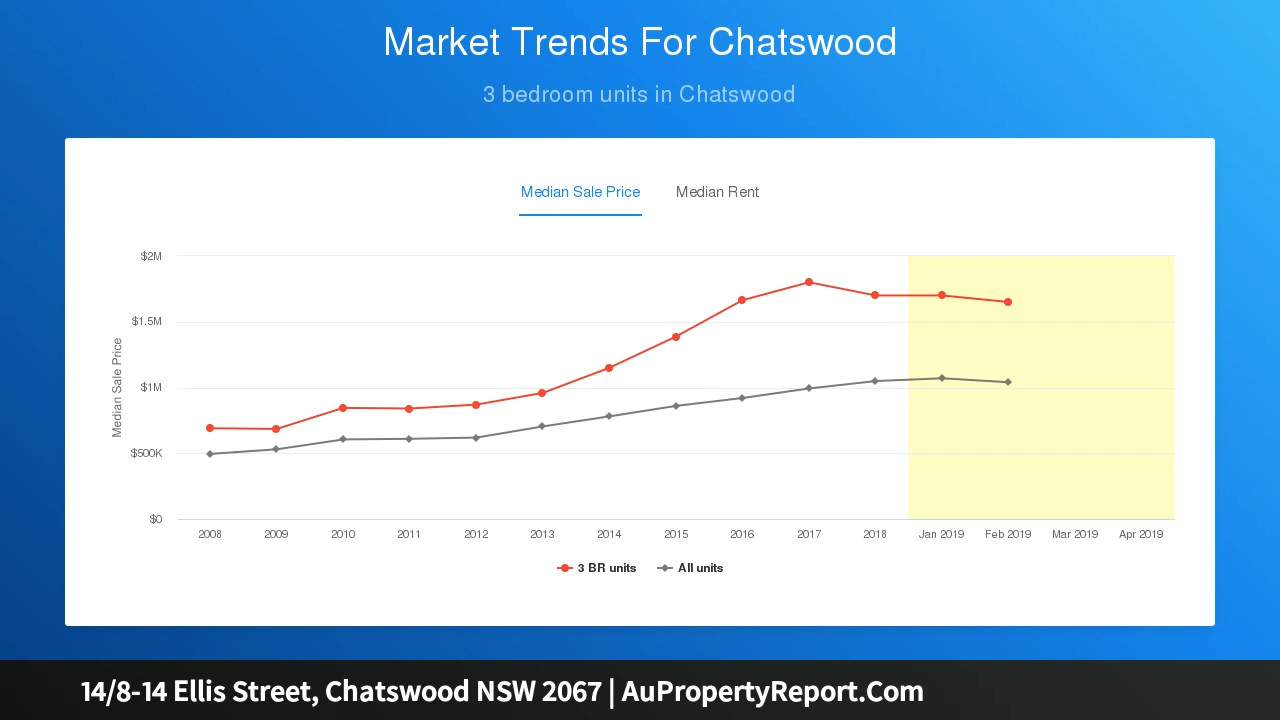 Market Trends For Chatswood
3 bedroom units in Chatswood
Median Sale Price Median Rent
Median Sale Price
$2M
$1.5M
$1M
$500K
$0
2008 2009 2010 2011 2012 2013 2014 2015 2016 2017 2018 Jan 2019 Feb 2019 Mar 2019 Apr 2019
3 BR units All units
14/8-14 Ellis Street, Chatswood NSW 2067 | AuPropertyReport.Com